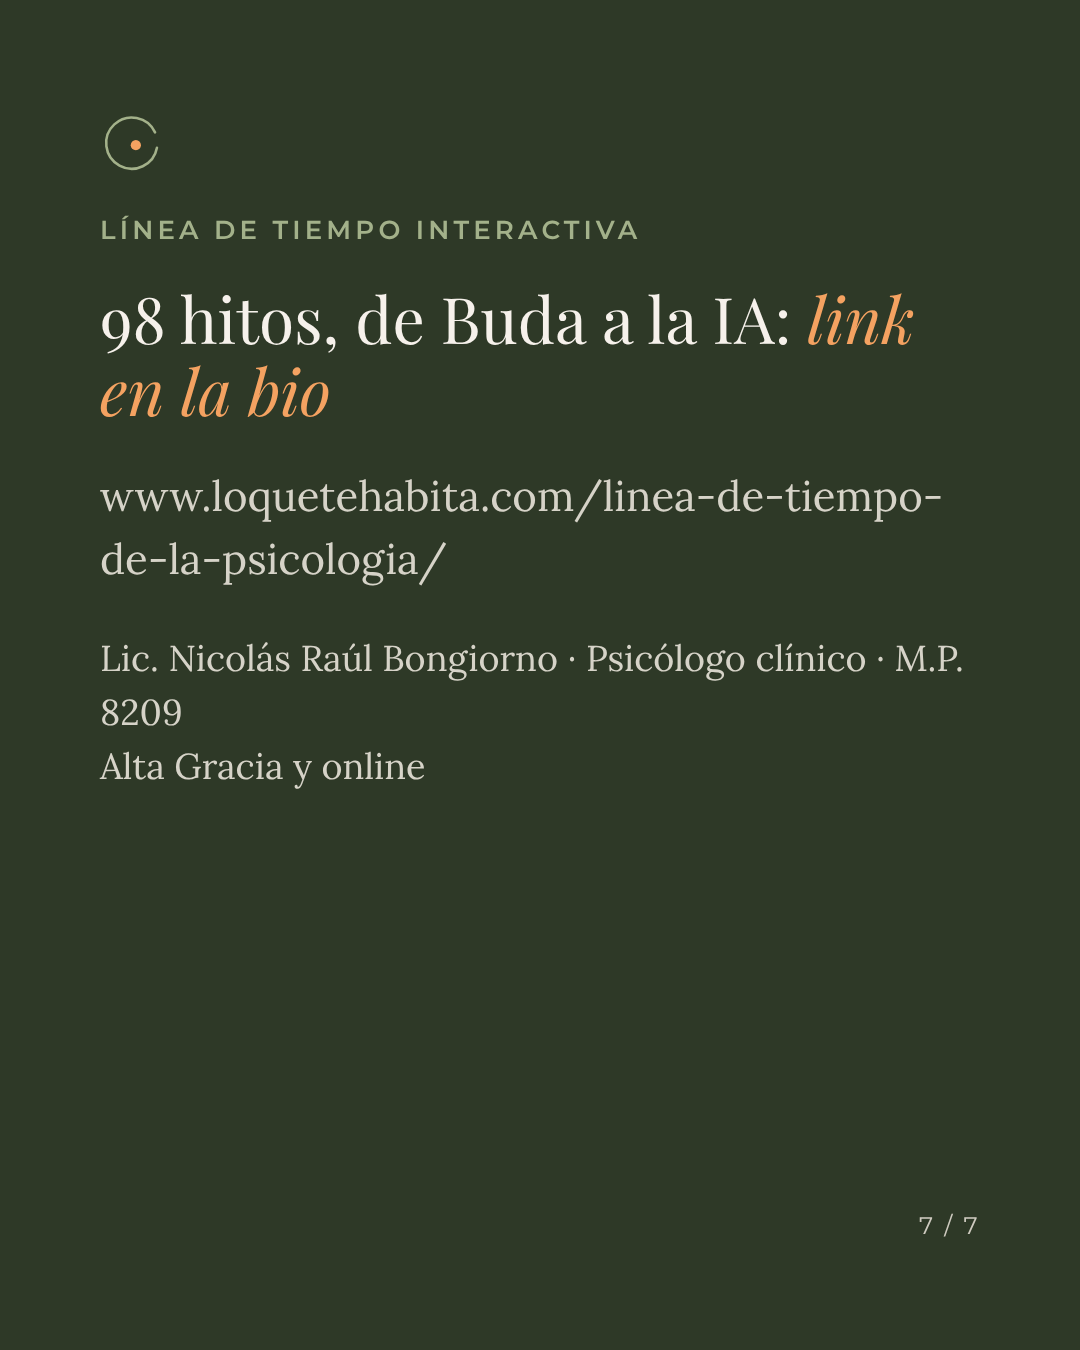 LÍNEA DE TIEMPO INTERACTIVA
98 hitos, de Buda a la IA: link
en la bio
www.loquetehabita.com/linea-de-tiempo-
de-la-psicologia/
Lic. Nicolás Raúl Bongiorno · Psicólogo clínico · M.P.
8209
Alta Gracia y online
7 / 7